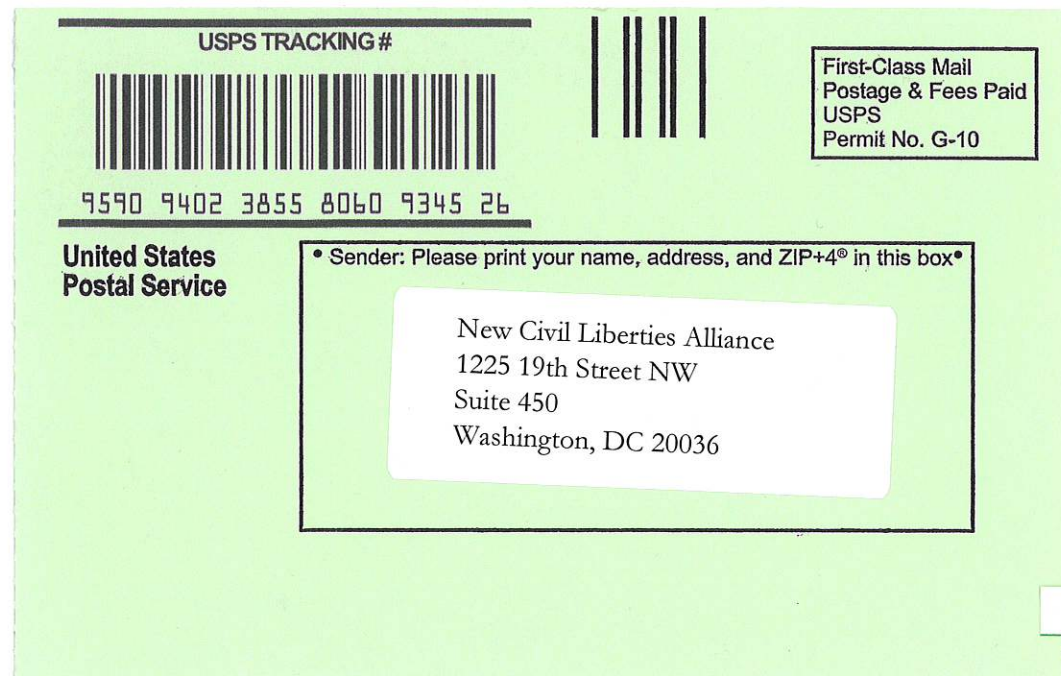 USPS TRACKING #
9590 9402 3855 8060 9345 26
First-Class Mail
Postage & Fees Paid
USPS
Permit No. G-10
United States
Postal Service
• Sender: Please print your name, address, and ZIP+4® in this box•
New Civil Liberties Alliance
1225 19th Street NW
Suite 450
Washington, DC 20036